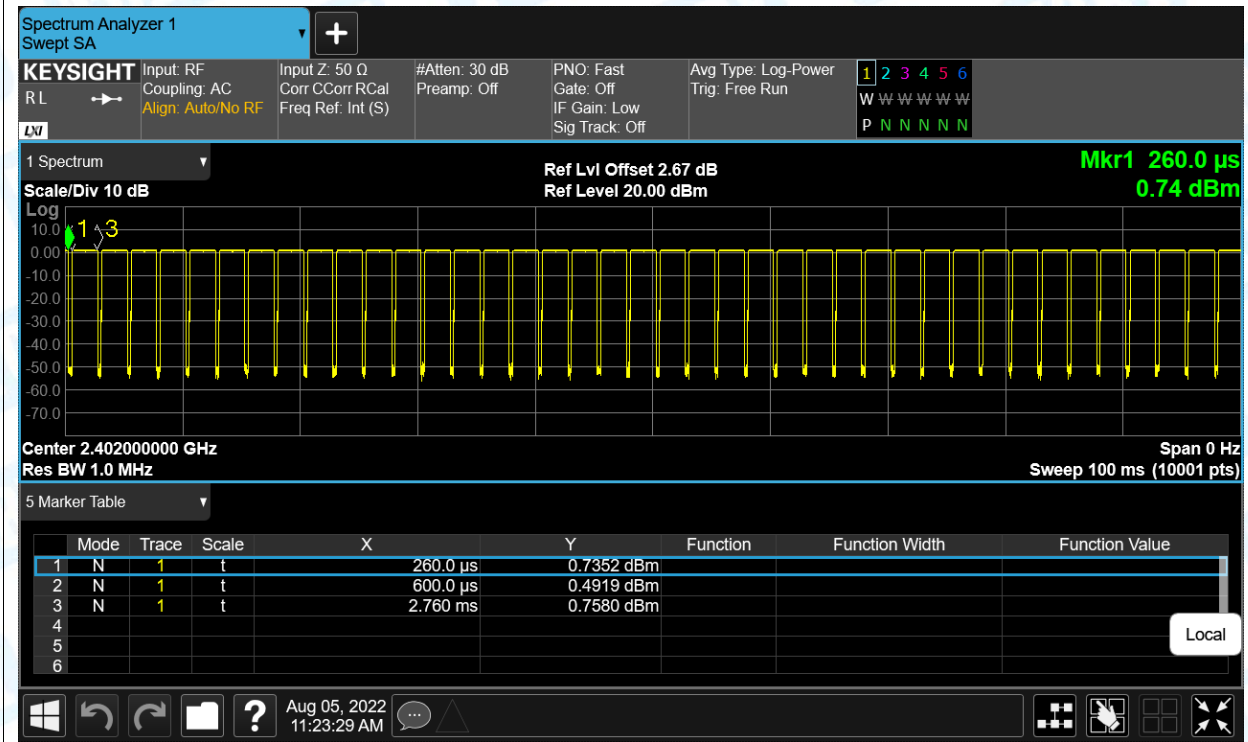 Spectrum Analyzer 1
Swept SA
KEYSIGHT
R L
LXI
Input: RF
Coupling: AC
Align: Auto/No RF
Input Z: 50 Ω
Corr CCorr RCal
Freq Ref: Int (S)
#Atten: 30 dB
Preamp: Off
PNO: Fast
Gate: Off
IF Gain: Low
Sig Track: Off
Avg Type: Log-Power
Trig: Free Run
1 2 3 4 5 6
W W W W W W
P N N N N N
1 Spectrum
Scale/Div 10 dB
Ref Lvl Offset 2.67 dB
Ref Level 20.00 dBm
Mkr1 260.0 µs
0.74 dBm
Log
1 3
10.0
0.00
-10.0
-20.0
-30.0
-40.0
-50.0
-60.0
-70.0
Center 2.402000000 GHz
Span 0 Hz
Res BW 1.0 MHz
Sweep 100 ms (10001 pts)
5 Marker Table
Mode Trace Scale X Y Function Function Width Function Value
1 N 1 t 260.0 µs 0.7352 dBm
2 N 1 t 600.0 µs 0.4919 dBm
3 N 1 t 2.760 ms 0.7580 dBm
4
5
6
Local
?
Aug 05, 2022
11:23:29 AM